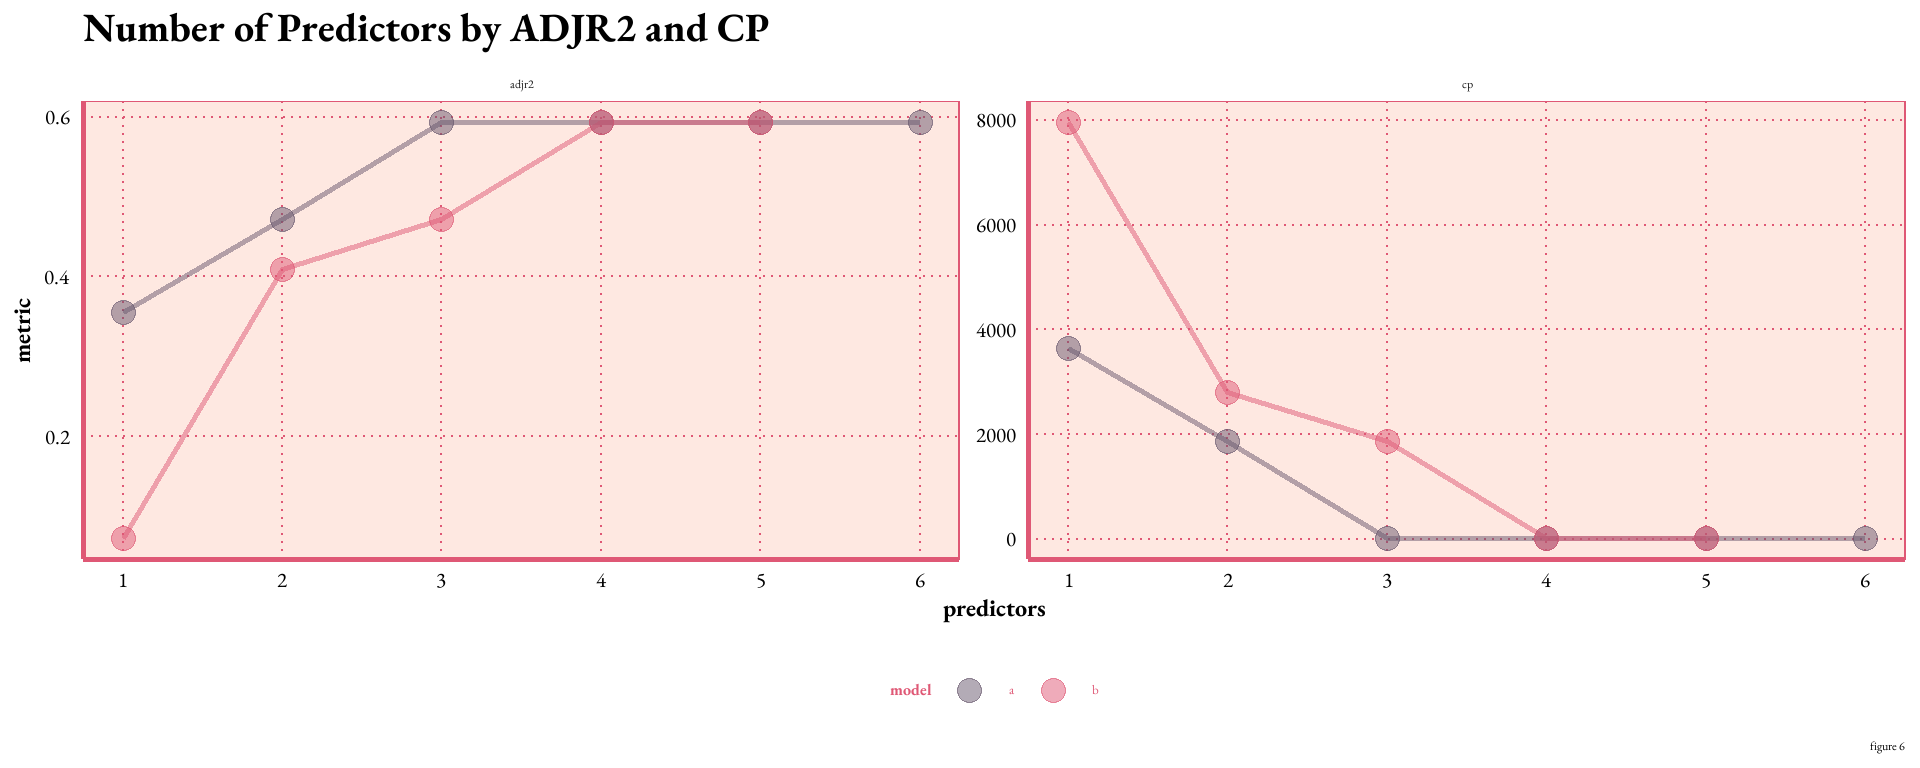 Number of Predictors by ADJR2 and CP
adjr2
cp
metric
0.6
0.4
0.2
1 2 3 4 5 6
8000
6000
4000
2000
0
1 2 3 4 5 6
predictors
model a b
figure 6